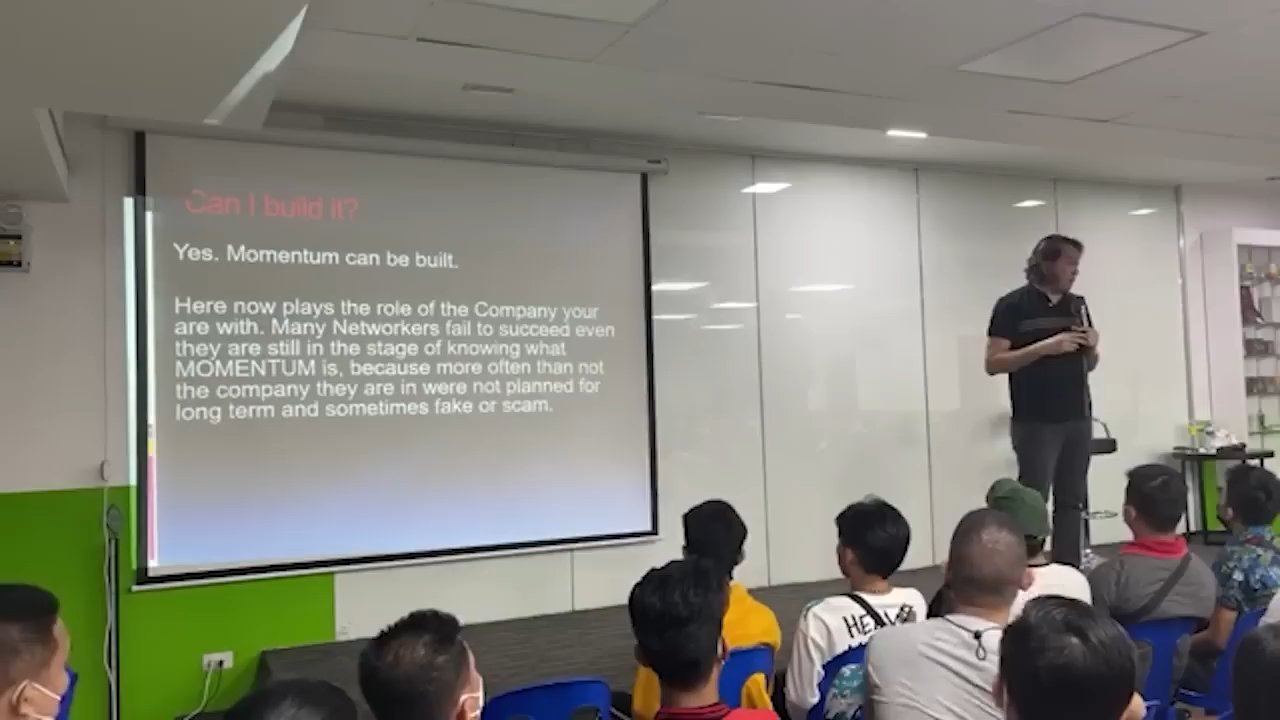 Can I build it?
Yes. Momentum can be built.
Here now plays the role of the Company your
are with. Many Networkers fail to succeed even
they are still in the stage of knowing what
MOMENTUM is, because more often than not
the company they are in were not planned for
long term and sometimes fake or scam.